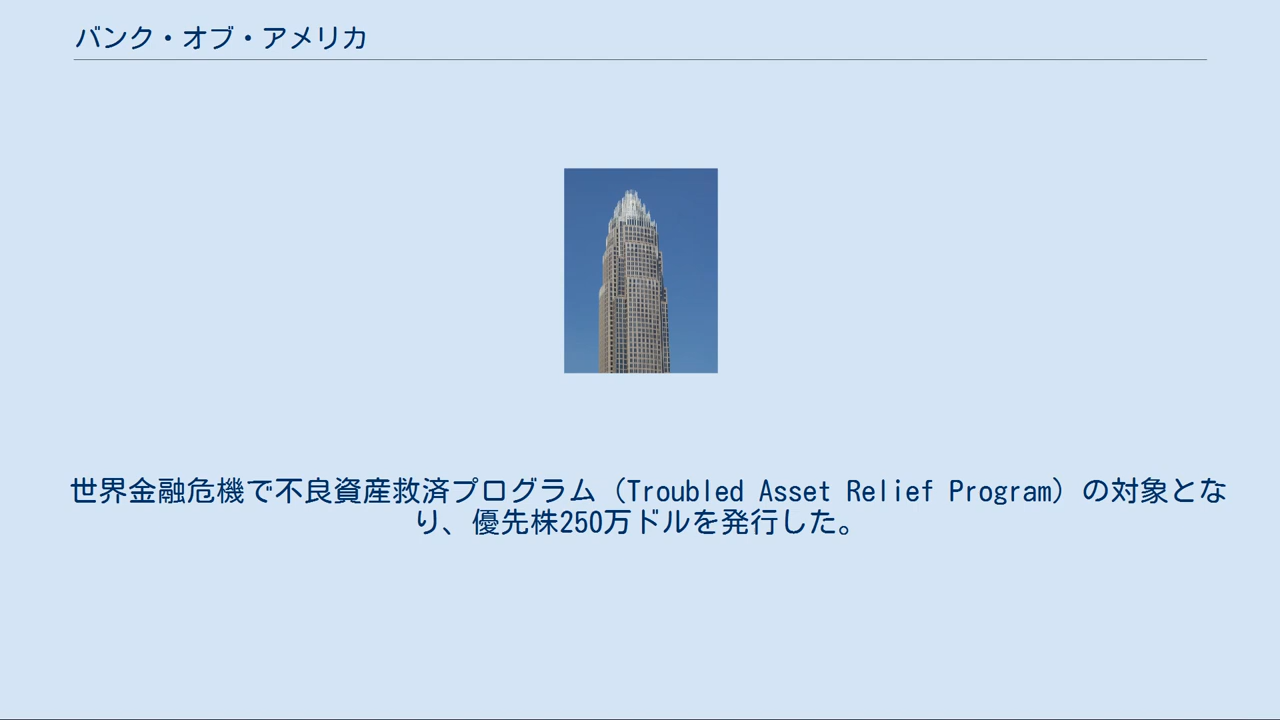 バンク・オブ・アメリカ
世界金融危機で不良資産救済プログラム（Troubled Asset Relief Program）の対象とな
り、優先株250万ドルを発行した。